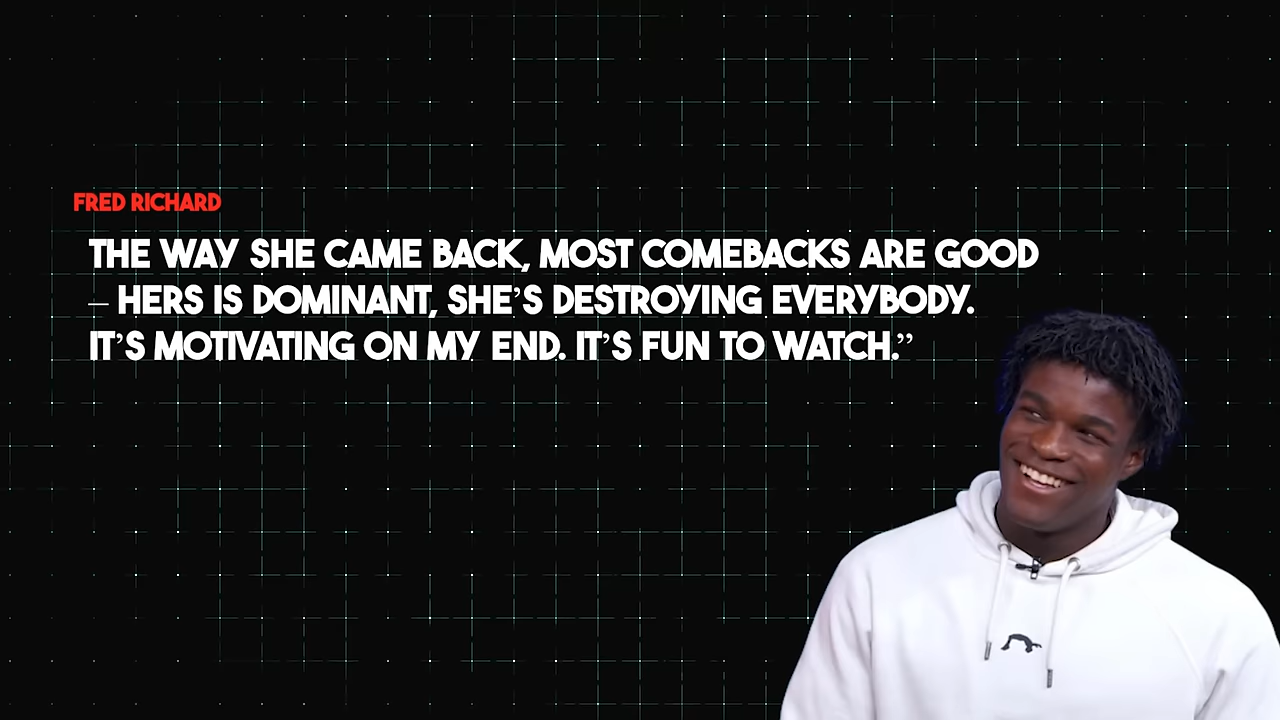 FRED RICHARD
THE WAY SHE CAME BACK, MOST COMEBACKS ARE GOOD
– HERS IS DOMINANT, SHE’S DESTROYING EVERYBODY.
IT’S MOTIVATING ON MY END. IT’S FUN TO WATCH.”